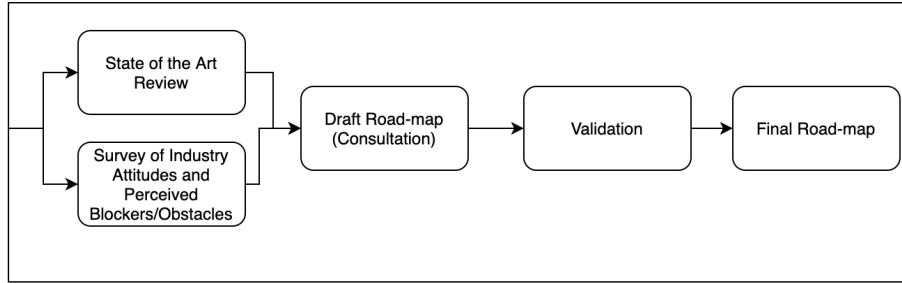 State of the Art
Review
Survey of Industry
Attitudes and
Perceived
Blockers/Obstacles
Draft Road-map
(Consultation)
Validation
Final Road-map